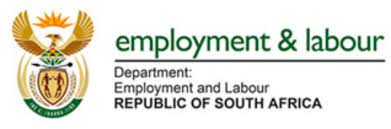 employment & labour
Department:
Employment and Labour
REPUBLIC OF SOUTH AFRICA